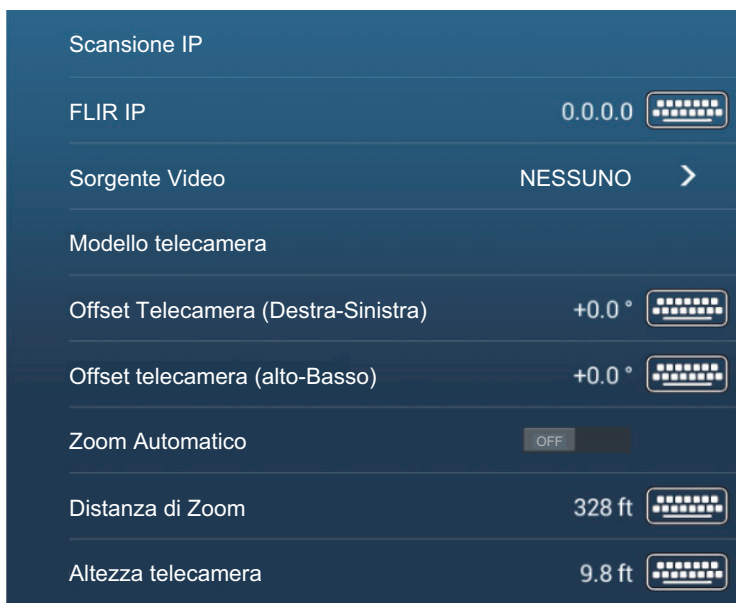 Scansione IP
FLIR IP 0.0.0.0
Sorgente Video NESSUNO
Modello telecamera
Offset Telecamera (Destra-Sinistra) +0.0 °
Offset telecamera (alto-Basso) +0.0 °
Zoom Automatico OFF
Distanza di Zoom 328 ft
Altezza telecamera 9.8 ft